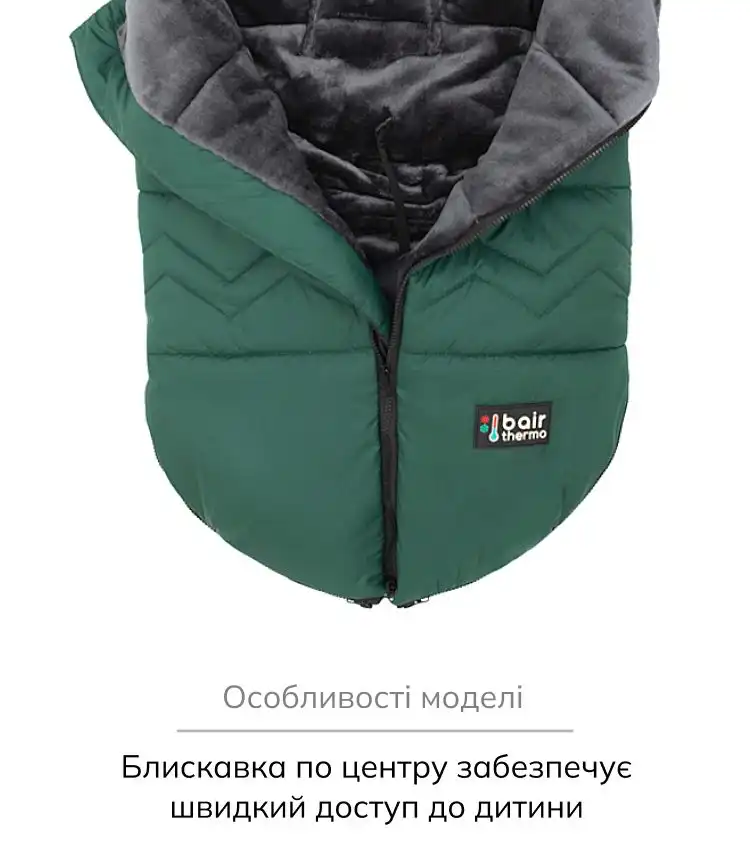 bair
thermo
Особливості моделі
Блискавка по центру забезпечує
швидкий доступ до дитини